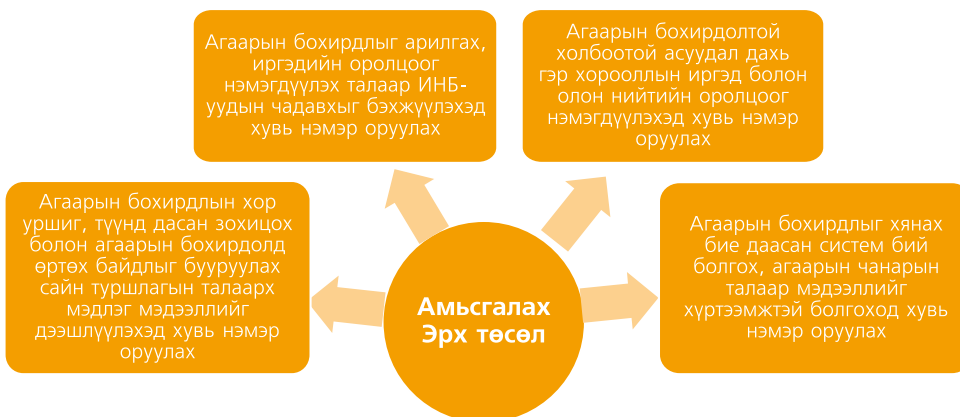 Агаарын бохирдлыг арилгах,
иргэдийн оролцоог
нэмэгдүүлэх талаар ИНБ-
уудын чадавхыг бэхжүүлэхэд
хувь нэмэр оруулах
Агаарын бохирдолтой
холбоотой асуудал дахь
гэр хорооллын иргэд болон
олон нийтийн оролцоог
нэмэгдүүлэхэд хувь нэмэр
оруулах
Агаарын бохирдлын хор
уршиг, түүнд дасан зохицох
болон агаарын бохирдолд
өртөх байдлыг бууруулах
сайн туршлагын талаарх
мэдлэг мэдээллийг
дээшлүүлэхэд хувь нэмэр
оруулах
Агаарын бохирдлыг хянах
бие даасан систем бий
болгох, агаарын чанарын
талаар мэдээллийг
хүртээмжтэй болгоход хувь
нэмэр оруулах
Амьсгалах
Эрх төсөл